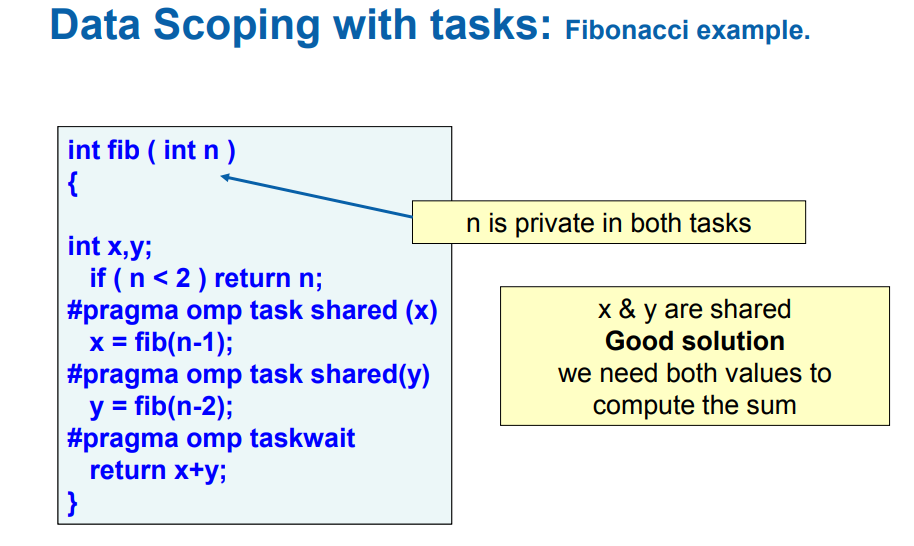 Data Scoping with tasks: Fibonacci example.
int fib ( int n )
{
n is private in both tasks
int x,y;
if ( n < 2 ) return n;
#pragma omp task shared (x)
x = fib(n-1);
#pragma omp task shared(y)
y = fib(n-2);
#pragma omp taskwait
return x+y;
}
x & y are shared
Good solution
we need both values to
compute the sum